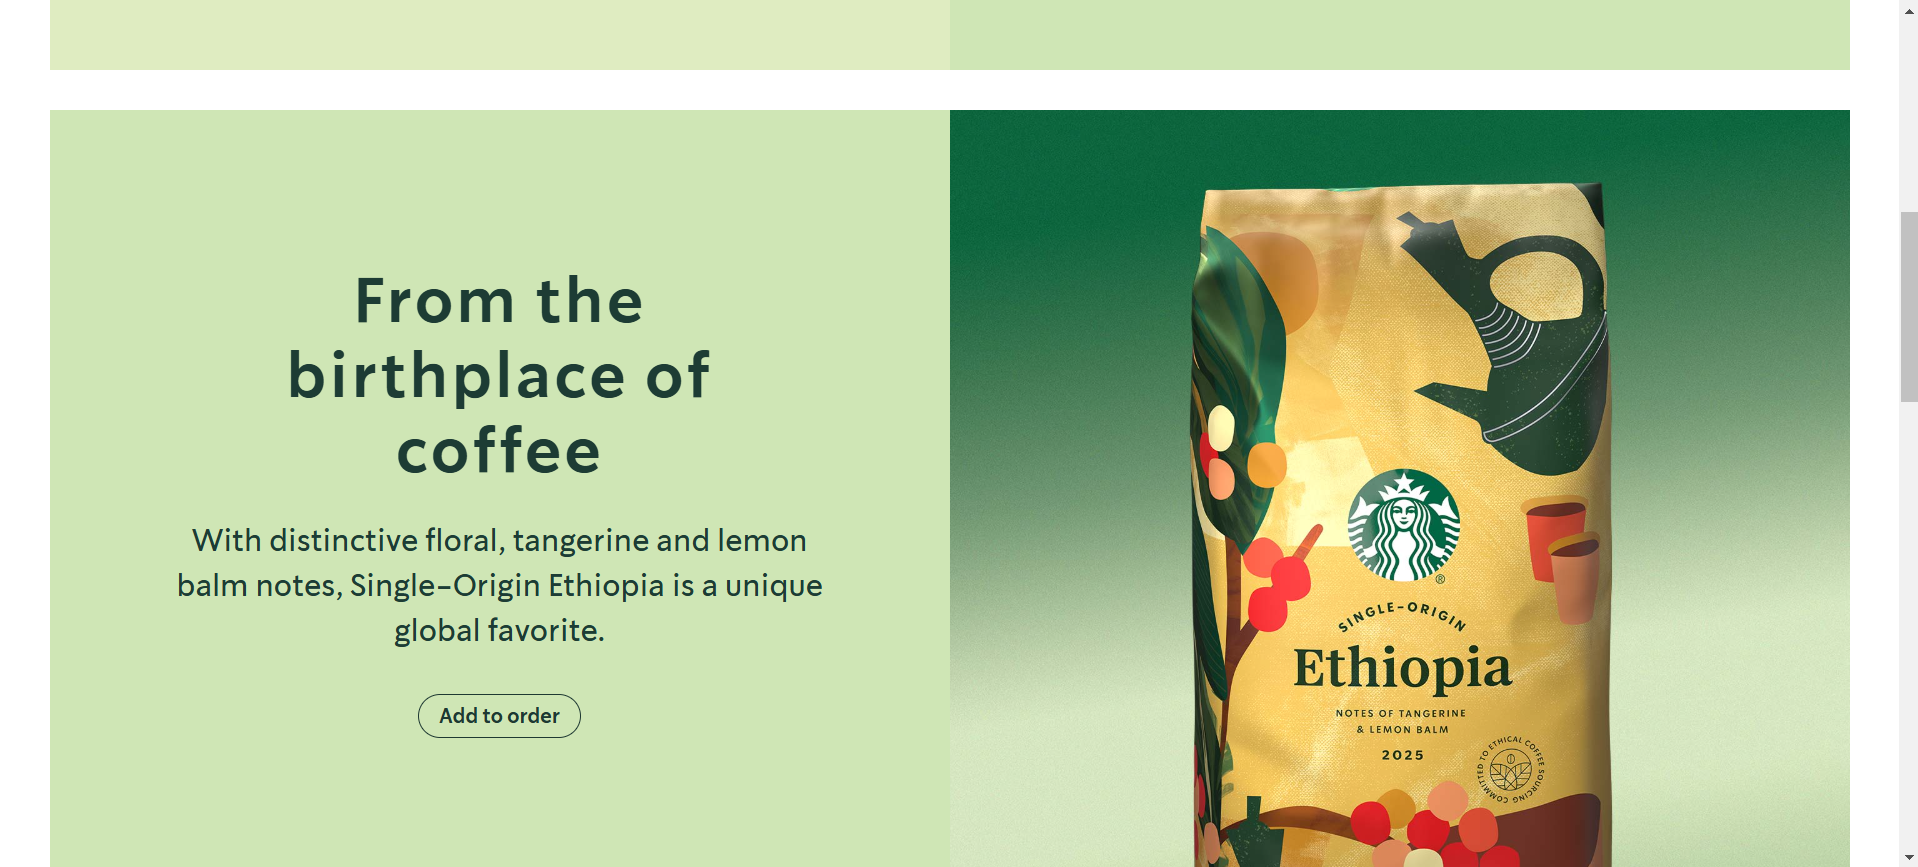 From the
birthplace of
coffee
With distinctive floral, tangerine and lemon
balm notes, Single-Origin Ethiopia is a unique
global favorite.
Add to order
®
SINGLE-ORIGIN
Ethiopia
NOTES OF TANGERINE
& LEMON BALM
2025
COMMITTED TO ETHICAL COFFEE SOURCING